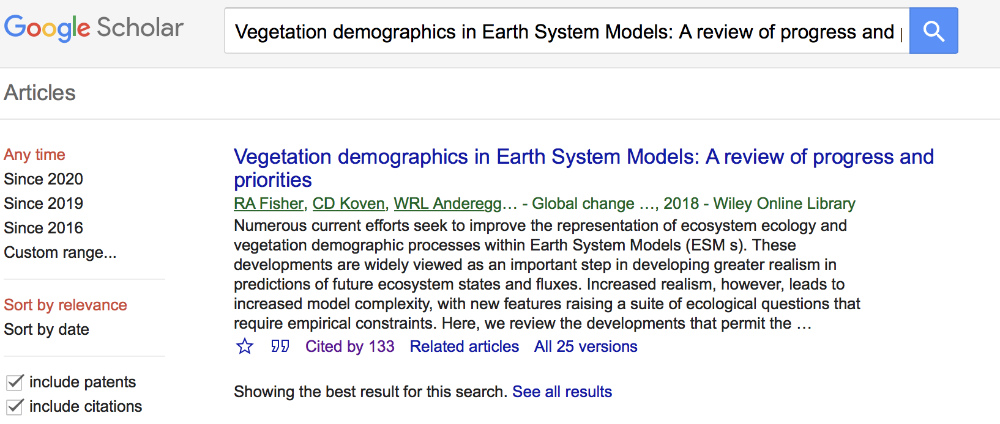 Google Scholar
Vegetation demographics in Earth System Models: A review of progress and
Articles
Any time
Since 2020
Since 2019
Since 2016
Custom range...
Sort by relevance
Sort by date
include patents
include citations
Vegetation demographics in Earth System Models: A review of progress and
priorities
RA Fisher, CD Koven, WRL Anderegg… - Global change …, 2018 - Wiley Online Library
Numerous current efforts seek to improve the representation of ecosystem ecology and
vegetation demographic processes within Earth System Models (ESM s). These
developments are widely viewed as an important step in developing greater realism in
predictions of future ecosystem states and fluxes. Increased realism, however, leads to
increased model complexity, with new features raising a suite of ecological questions that
require empirical constraints. Here, we review the developments that permit the …
Cited by 133 Related articles All 25 versions
Showing the best result for this search. See all results